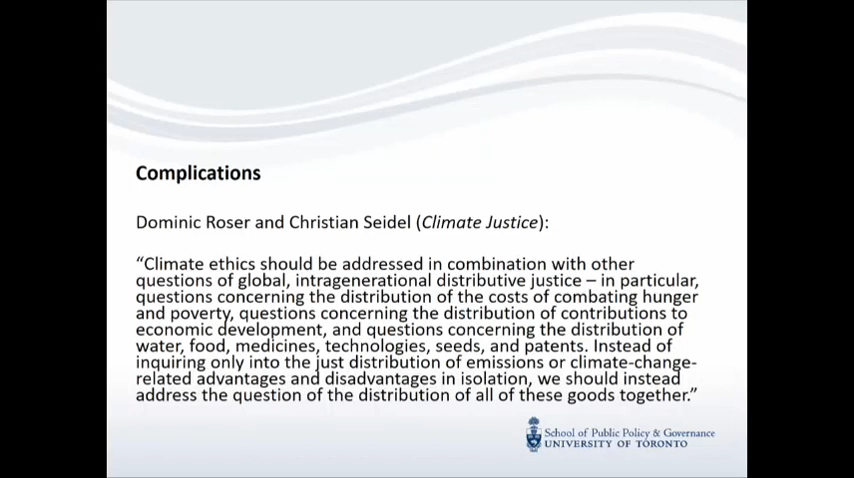 Complications
Dominic Roser and Christian Seidel (Climate Justice):
“Climate ethics should be addressed in combination with other
questions of global, intragenerational distributive justice – in particular,
questions concerning the distribution of the costs of combating hunger
and poverty, questions concerning the distribution of contributions to
economic development, and questions concerning the distribution of
water, food, medicines, technologies, seeds, and patents. Instead of
inquiring only into the just distribution of emissions or climate-change-
related advantages and disadvantages in isolation, we should instead
address the question of the distribution of all of these goods together.”
School of Public Policy & Governance
UNIVERSITY OF TORONTO